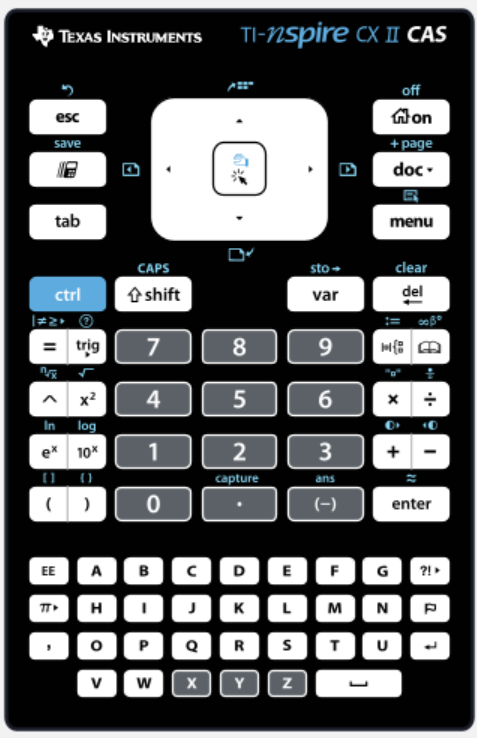 TEXAS INSTRUMENTS TI-nspire CX II CAS
off
esc on
save + page
doc
tab menu
CAPS sto→ clear
ctrl shift var del
|≠≥▸ ? := ∞β°
= trig 7 8 9
ⁿ√x √ "▫" ÷
^ x² 4 5 6 × ÷
ln log
eˣ 10ˣ 1 2 3 + −
[ ] { } capture ans ≈
( ) 0 . (−) enter
EE A B C D E F G ?!▸
π▸ H I J K L M N
, O P Q R S T U ↵
V W X Y Z